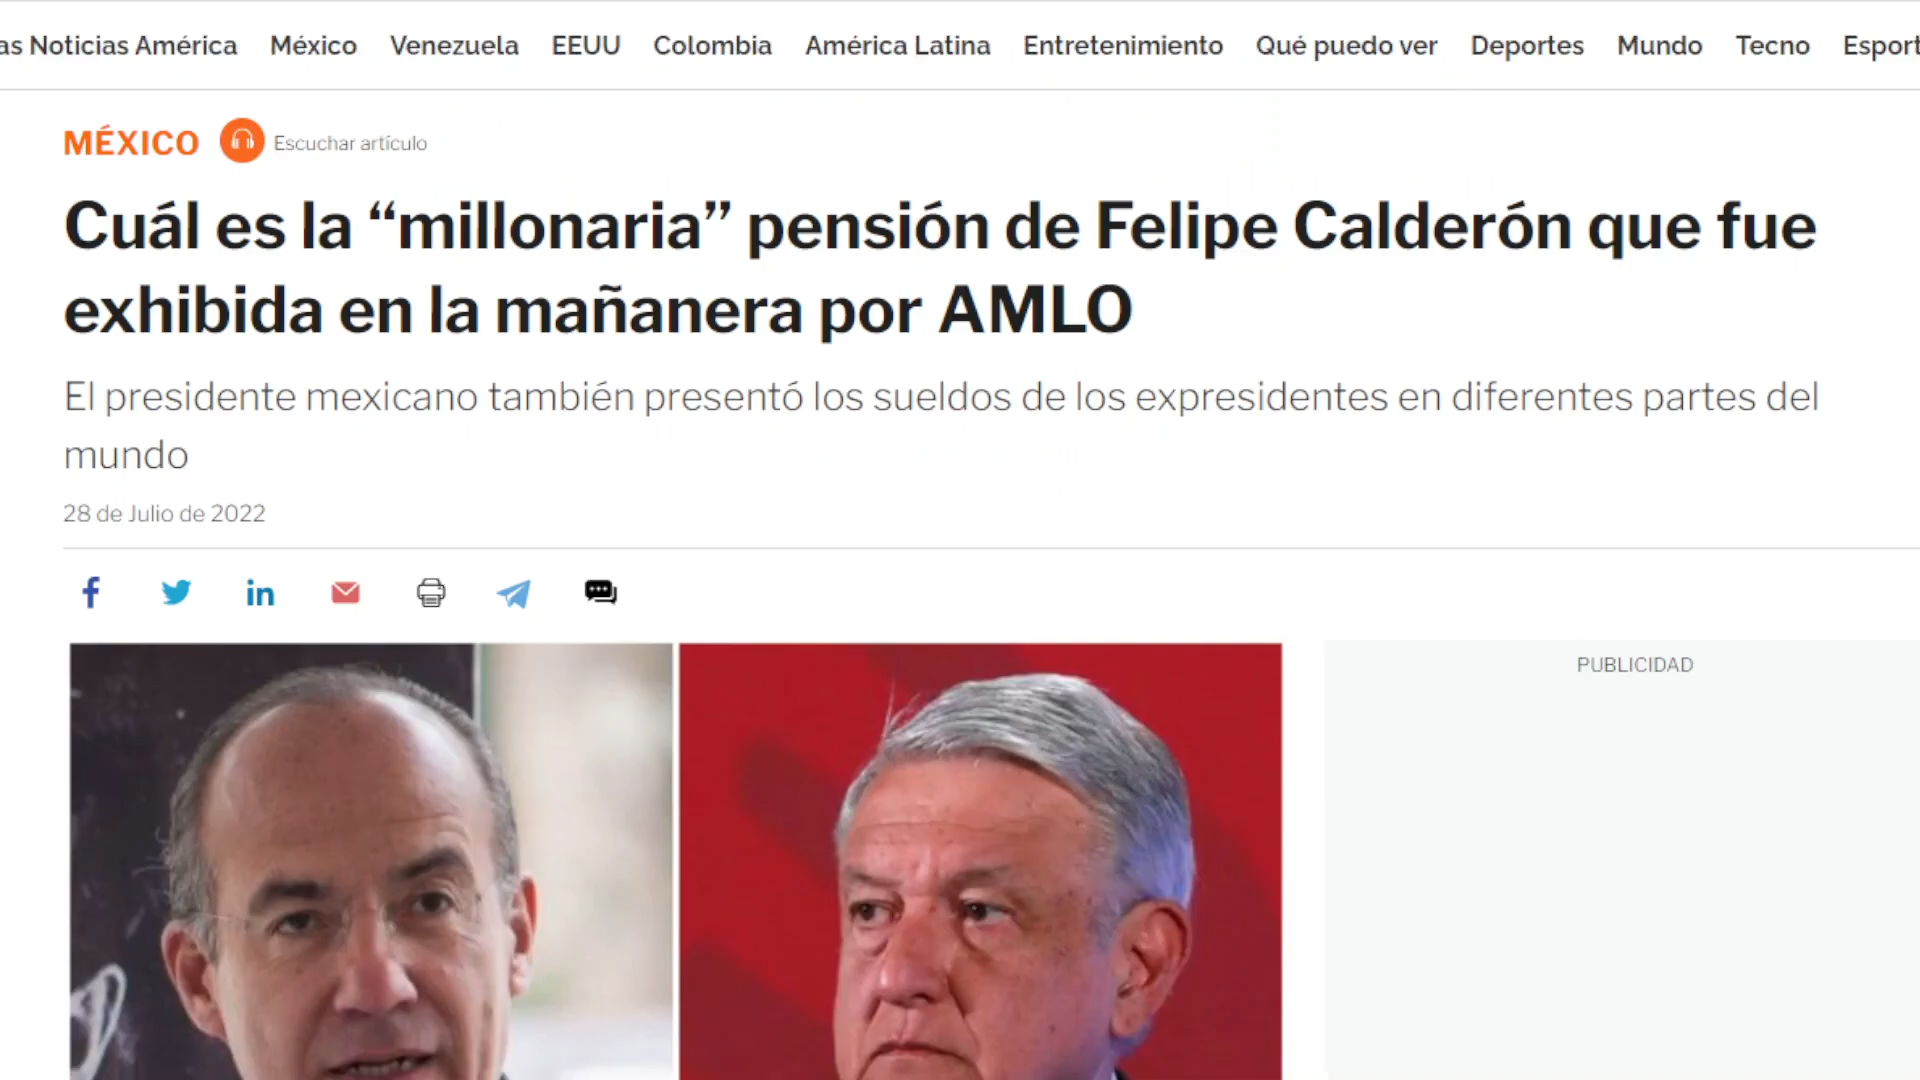 as Noticias América México Venezuela EEUU Colombia América Latina Entretenimiento Qué puedo ver Deportes Mundo Tecno Esport
MÉXICO Escuchar artículo
Cuál es la “millonaria” pensión de Felipe Calderón que fue
exhibida en la mañanera por AMLO
El presidente mexicano también presentó los sueldos de los expresidentes en diferentes partes del
mundo
28 de Julio de 2022
PUBLICIDAD